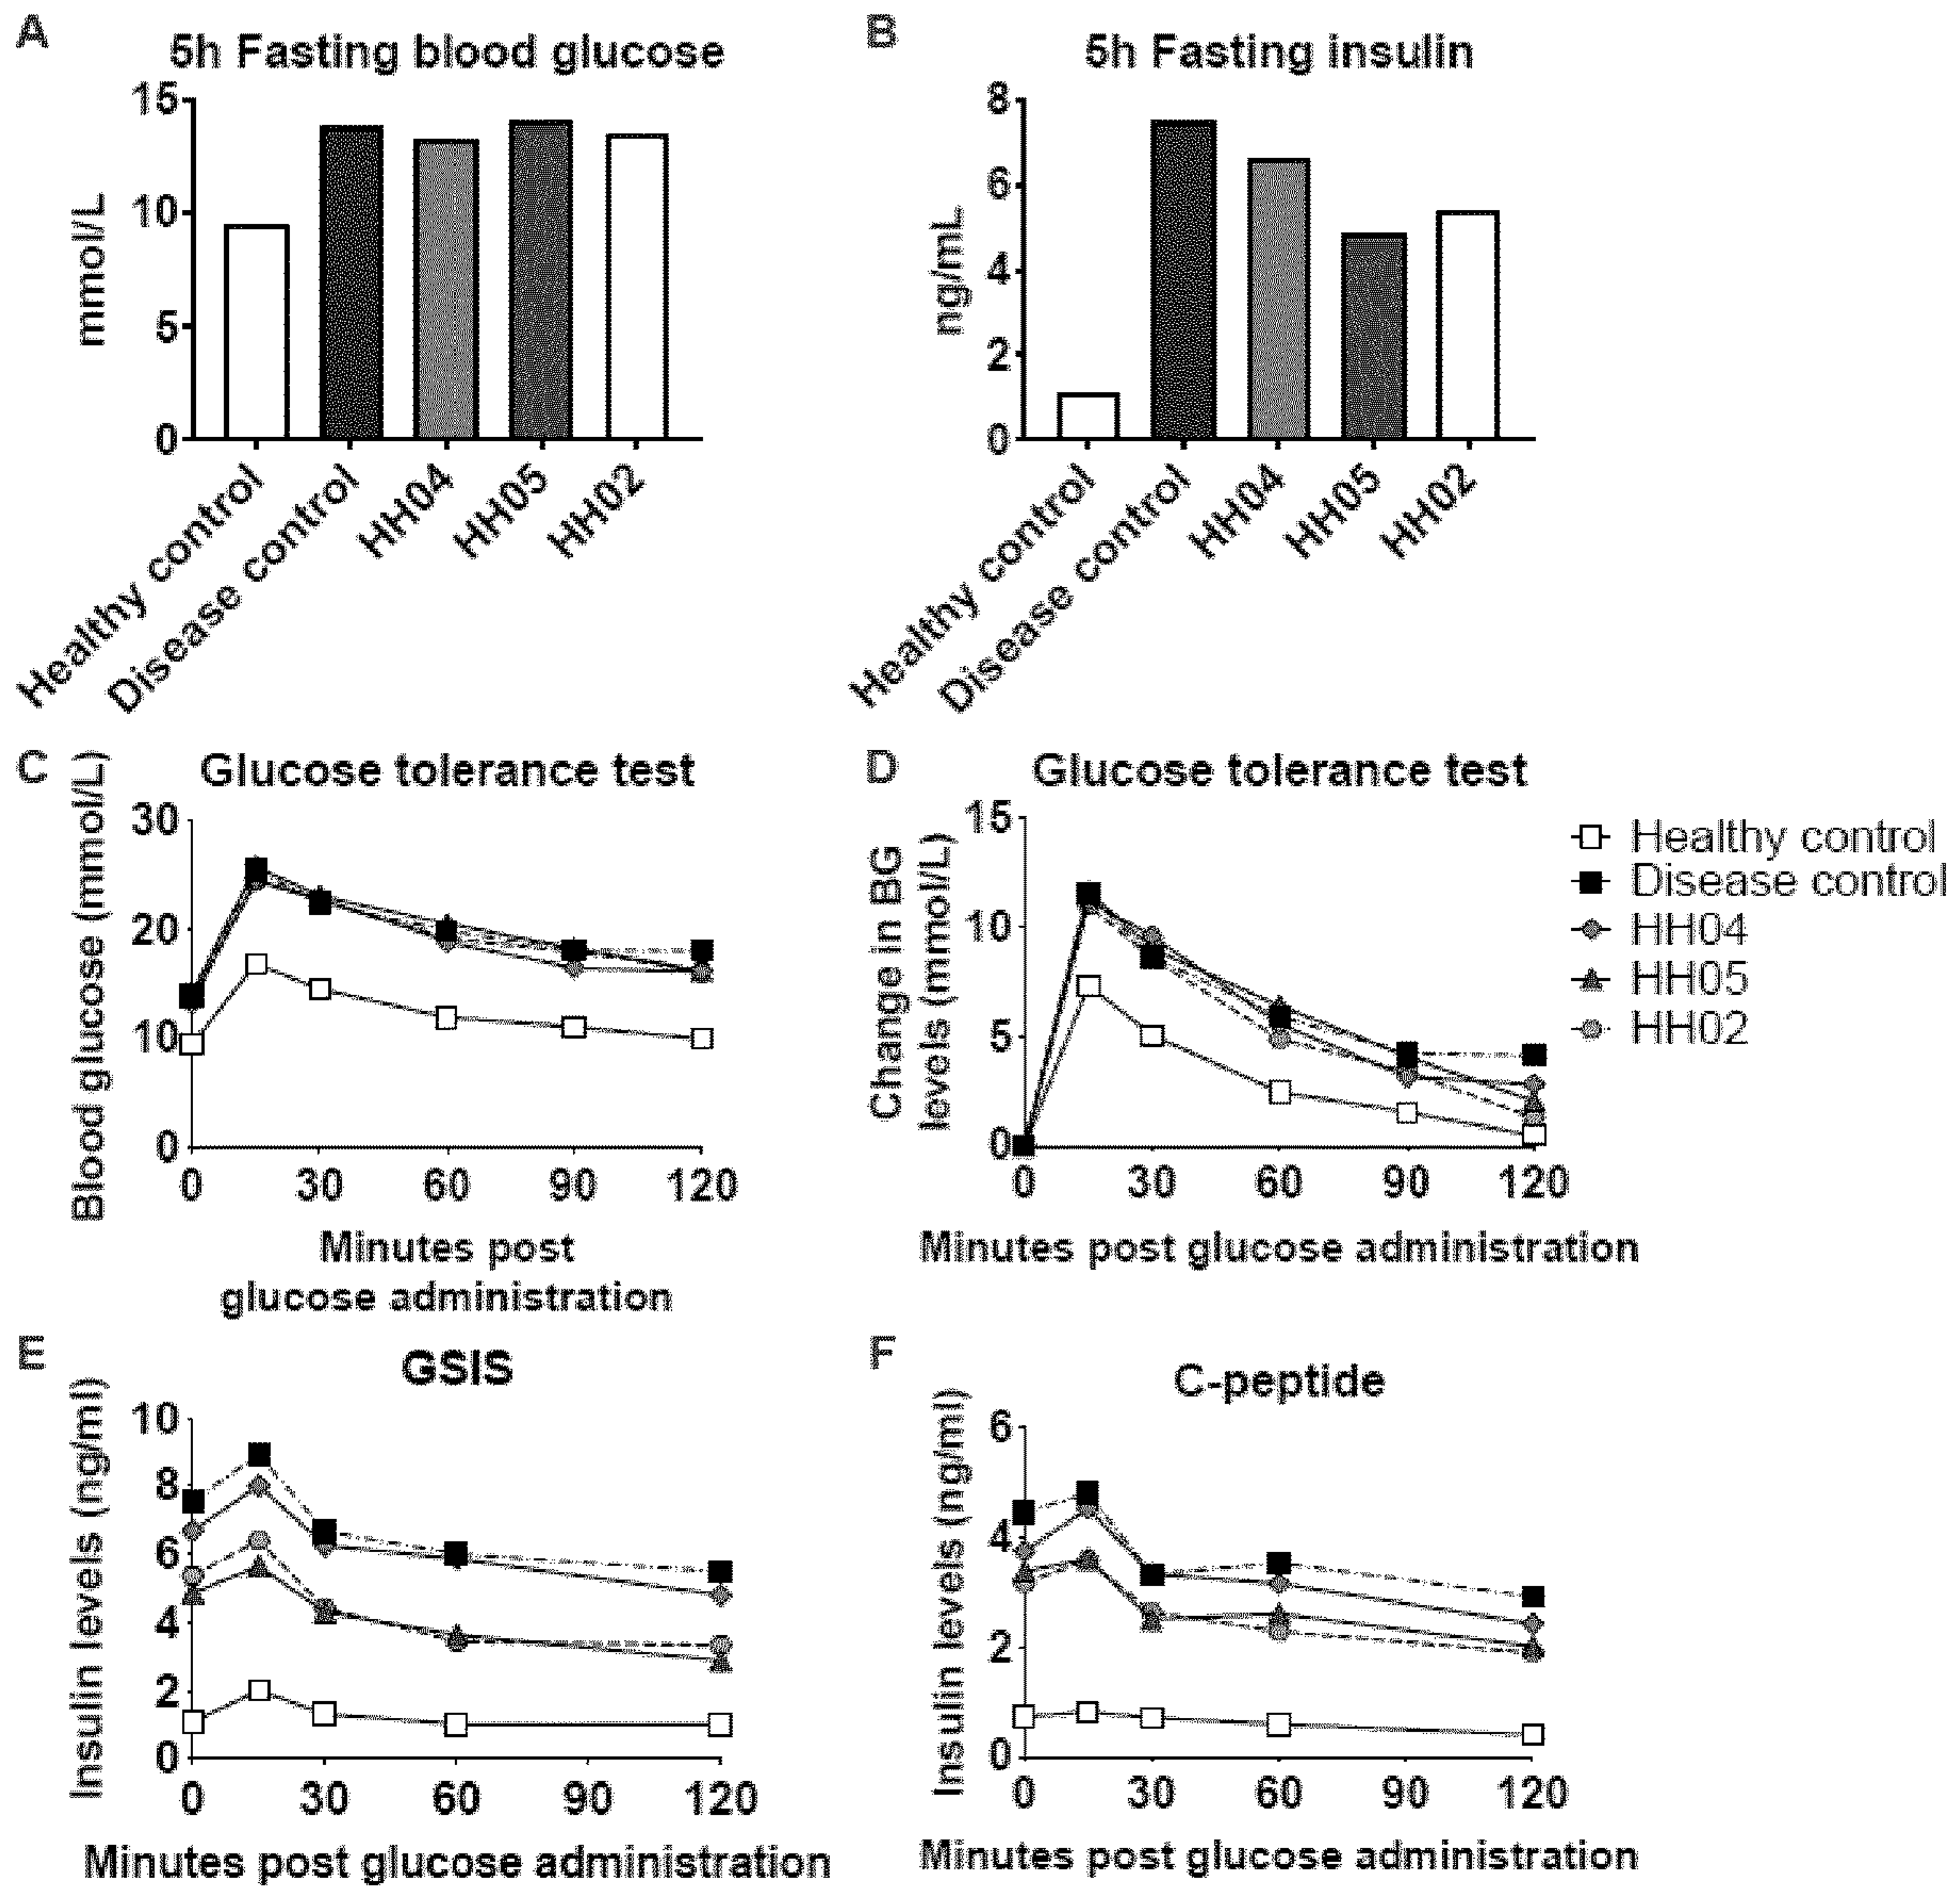 A
5h Fasting blood glucose
15
10
5
0
mmol/L
Healthy control
Disease control
HH04
HH05
HH02
B
5h Fasting insulin
8
6
4
2
0
ng/mL
Healthy control
Disease control
HH04
HH05
HH02
C
Glucose tolerance test
Blood glucose (mmol/L)
30
20
10
0
0 30 60 90 120
Minutes post
glucose administration
D
Glucose tolerance test
Change in BG
levels (mmol/L)
15
10
5
0
0 30 60 90 120
Minutes post glucose administration
Healthy control
Disease control
HH04
HH05
HH02
E
GSIS
Insulin levels (ng/ml)
10
8
6
4
2
0
0 30 60 90 120
Minutes post glucose administration
F
C-peptide
Insulin levels (ng/ml)
6
4
2
0
0 30 60 90 120
Minutes post glucose administration